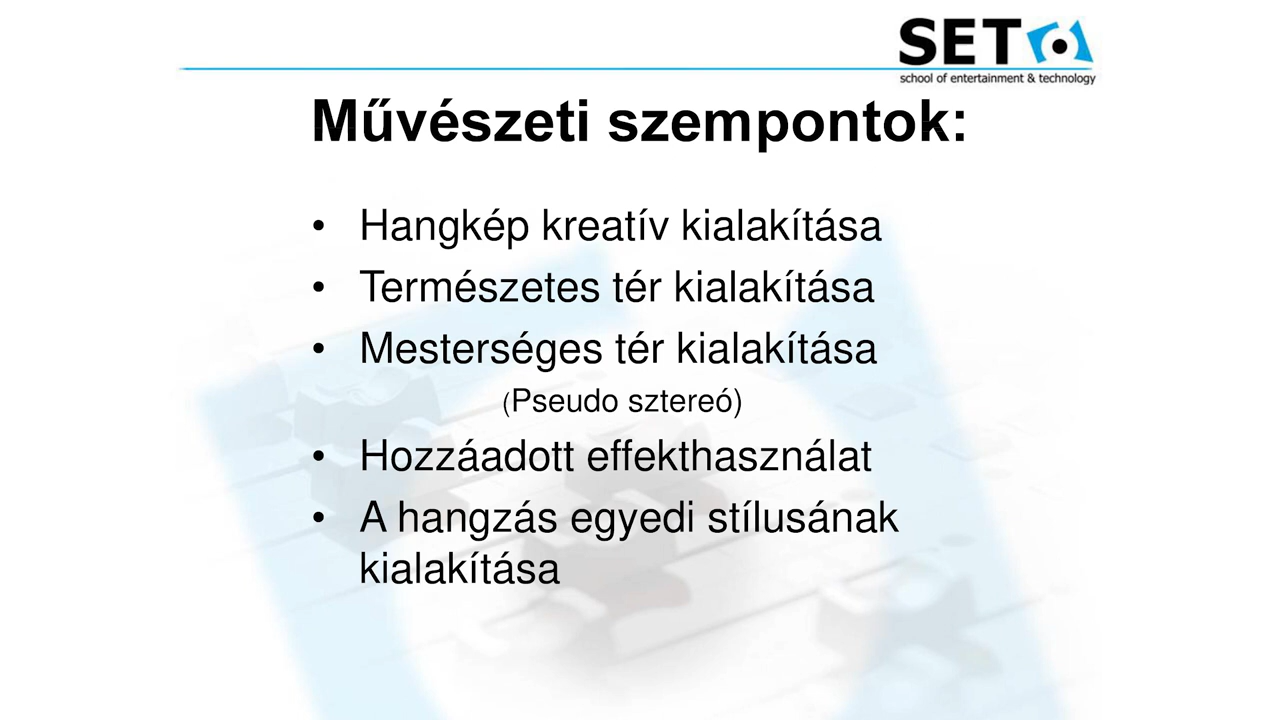 SET
school of entertainment & technology
Művészeti szempontok:
• Hangkép kreatív kialakítása
• Természetes tér kialakítása
• Mesterséges tér kialakítása
(Pseudo sztereó)
• Hozzáadott effekthasználat
• A hangzás egyedi stílusának
kialakítása